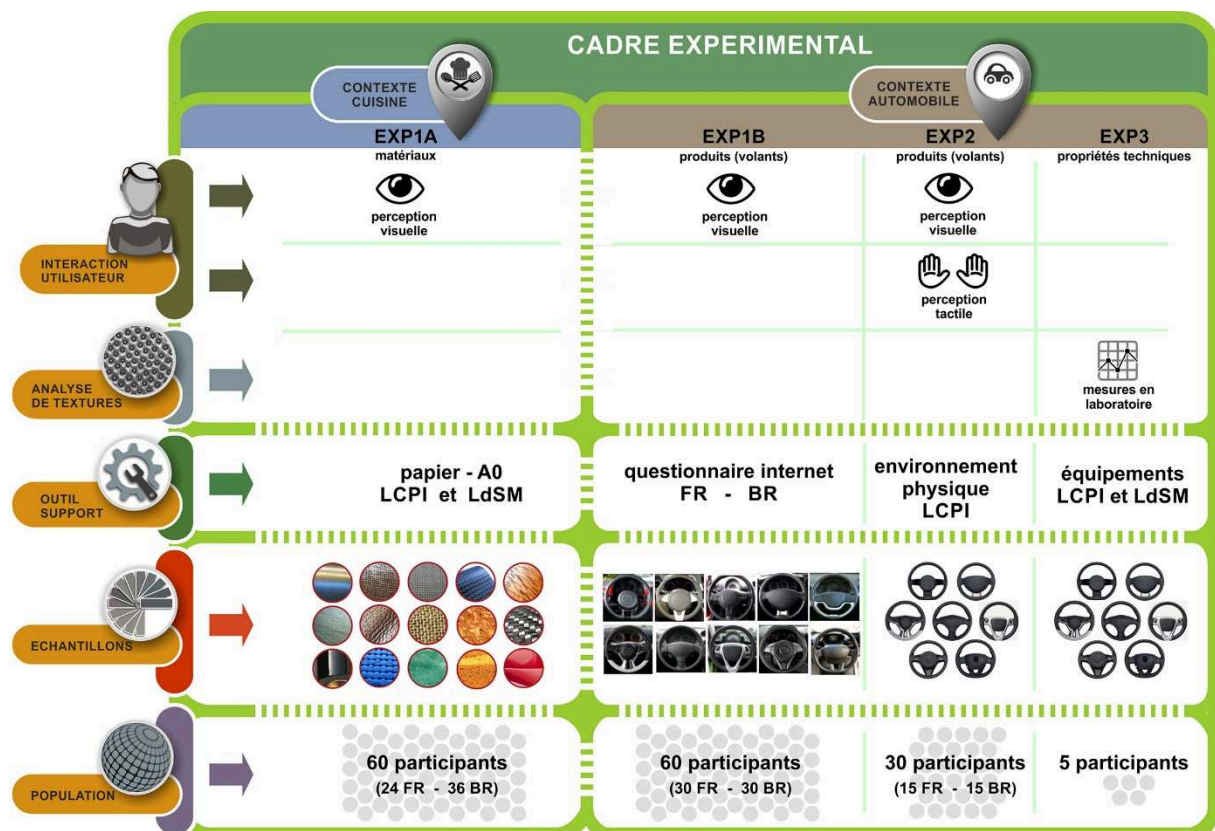 CADRE EXPERIMENTAL
CONTEXTE
CUISINE
CONTEXTE
AUTOMOBILE
EXP1A
EXP1B
EXP2
EXP3
matériaux
produits (volants)
produits (volants)
propriétés techniques
INTERACTION
UTILISATEUR
perception
visuelle
perception
visuelle
perception
visuelle
perception
tactile
ANALYSE
DE TEXTURES
mesures en
laboratoire
OUTIL
SUPPORT
papier - A0
LCPI et LdSM
questionnaire internet
FR - BR
environnement
physique
LCPI
équipements
LCPI et LdSM
ECHANTILLONS
POPULATION
60 participants
(24 FR - 36 BR)
60 participants
(30 FR - 30 BR)
30 participants
(15 FR - 15 BR)
5 participants